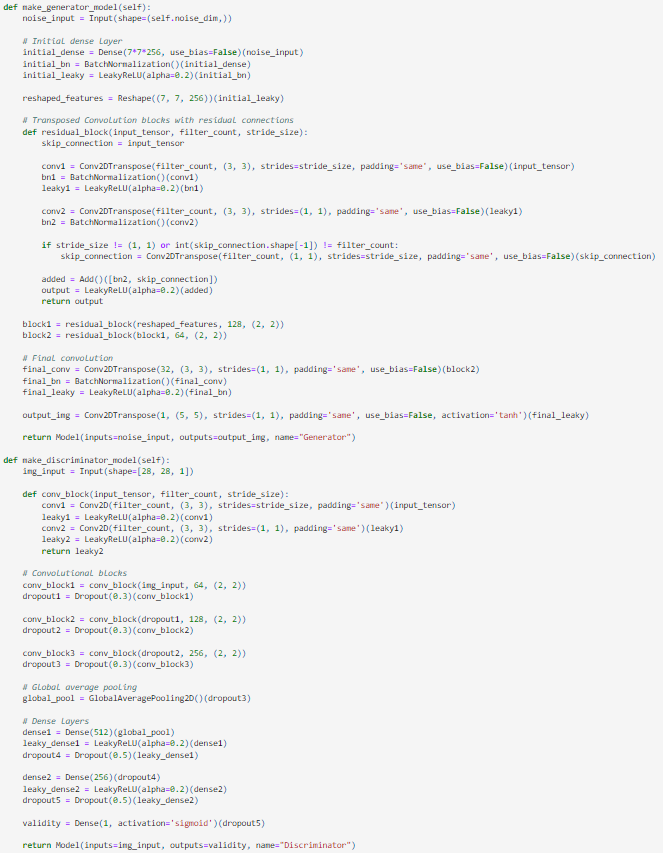 def make_generator_model(self):
    noise_input = Input(shape=(self.noise_dim,))

    # Initial dense layer
    initial_dense = Dense(7*7*256, use_bias=False)(noise_input)
    initial_bn = BatchNormalization()(initial_dense)
    initial_leaky = LeakyReLU(alpha=0.2)(initial_bn)

    reshaped_features = Reshape((7, 7, 256))(initial_leaky)

    # Transposed Convolution blocks with residual connections
    def residual_block(input_tensor, filter_count, stride_size):
        skip_connection = input_tensor

        conv1 = Conv2DTranspose(filter_count, (3, 3), strides=stride_size, padding='same', use_bias=False)(input_tensor)
        bn1 = BatchNormalization()(conv1)
        leaky1 = LeakyReLU(alpha=0.2)(bn1)

        conv2 = Conv2DTranspose(filter_count, (3, 3), strides=(1, 1), padding='same', use_bias=False)(leaky1)
        bn2 = BatchNormalization()(conv2)

        if stride_size != (1, 1) or int(skip_connection.shape[-1]) != filter_count:
            skip_connection = Conv2DTranspose(filter_count, (1, 1), strides=stride_size, padding='same', use_bias=False)(skip_connection)

        added = Add()([bn2, skip_connection])
        output = LeakyReLU(alpha=0.2)(added)
        return output

    block1 = residual_block(reshaped_features, 128, (2, 2))
    block2 = residual_block(block1, 64, (2, 2))

    # Final convolution
    final_conv = Conv2DTranspose(32, (3, 3), strides=(1, 1), padding='same', use_bias=False)(block2)
    final_bn = BatchNormalization()(final_conv)
    final_leaky = LeakyReLU(alpha=0.2)(final_bn)

    output_img = Conv2DTranspose(1, (5, 5), strides=(1, 1), padding='same', use_bias=False, activation='tanh')(final_leaky)

    return Model(inputs=noise_input, outputs=output_img, name="Generator")

def make_discriminator_model(self):
    img_input = Input(shape=[28, 28, 1])

    def conv_block(input_tensor, filter_count, stride_size):
        conv1 = Conv2D(filter_count, (3, 3), strides=stride_size, padding='same')(input_tensor)
        leaky1 = LeakyReLU(alpha=0.2)(conv1)
        conv2 = Conv2D(filter_count, (3, 3), strides=(1, 1), padding='same')(leaky1)
        leaky2 = LeakyReLU(alpha=0.2)(conv2)
        return leaky2

    # Convolutional blocks
    conv_block1 = conv_block(img_input, 64, (2, 2))
    dropout1 = Dropout(0.3)(conv_block1)

    conv_block2 = conv_block(dropout1, 128, (2, 2))
    dropout2 = Dropout(0.3)(conv_block2)

    conv_block3 = conv_block(dropout2, 256, (2, 2))
    dropout3 = Dropout(0.3)(conv_block3)

    # Global average pooling
    global_pool = GlobalAveragePooling2D()(dropout3)

    # Dense layers
    dense1 = Dense(512)(global_pool)
    leaky_dense1 = LeakyReLU(alpha=0.2)(dense1)
    dropout4 = Dropout(0.5)(leaky_dense1)

    dense2 = Dense(256)(dropout4)
    leaky_dense2 = LeakyReLU(alpha=0.2)(dense2)
    dropout5 = Dropout(0.5)(leaky_dense2)

    validity = Dense(1, activation='sigmoid')(dropout5)

    return Model(inputs=img_input, outputs=validity, name="Discriminator")